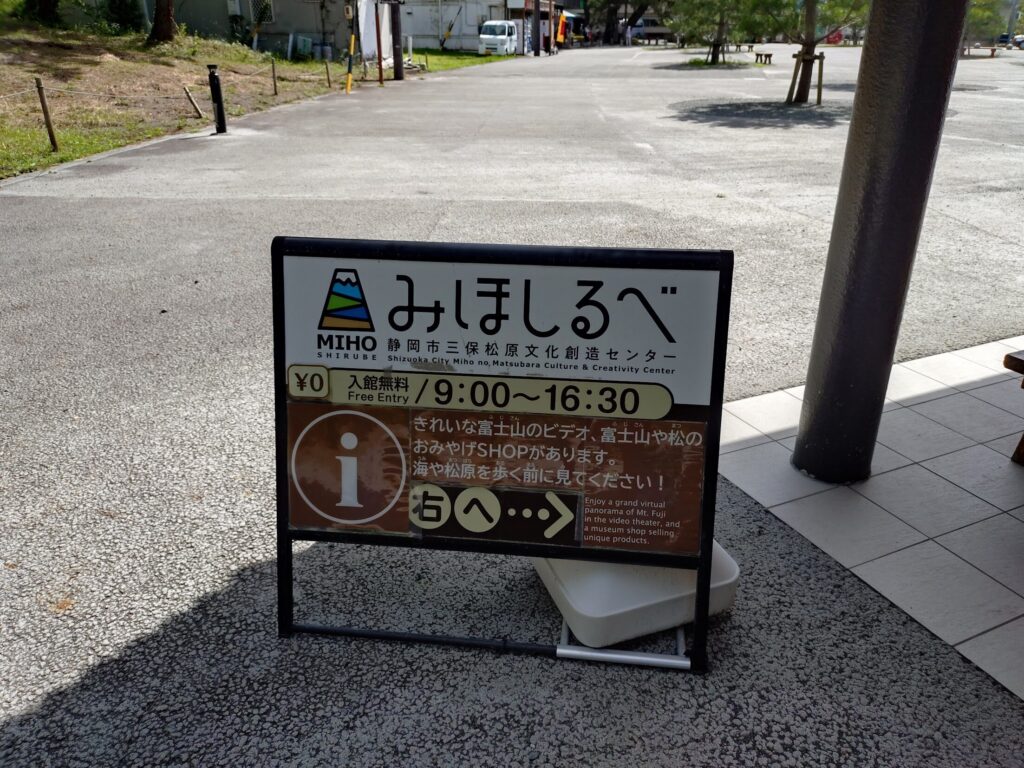 みほしるべ
MIHO
SHIRUBE
静岡市三保松原文化創造センター
Shizuoka City Miho no Matsubara Culture & Creativity Center
¥0
入館無料
Free Entry
/ 9:00〜16:30
i
きれいな富士山のビデオ、富士山や松の
おみやげSHOPがあります。
海や松原を歩く前に見てください！
右へ
Enjoy a grand virtual
panorama of Mt. Fuji
in the video theater, and
a museum shop selling
unique products.